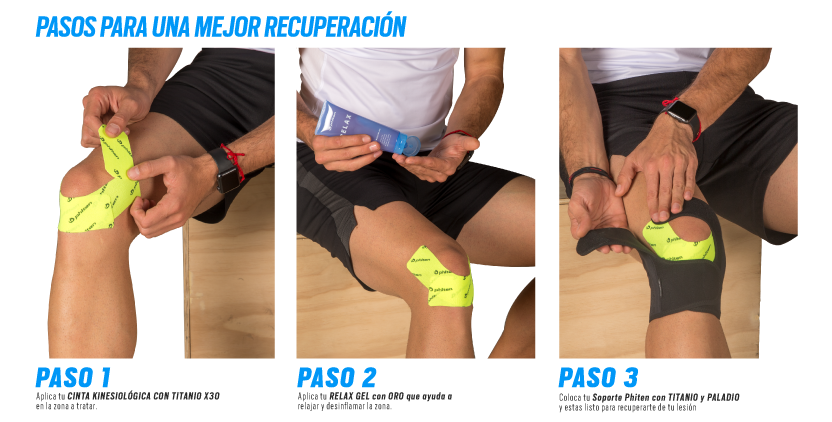 PASOS PARA UNA MEJOR RECUPERACIÓN
RELAX
PASO 1
Aplica tu CINTA KINESIOLÓGICA CON TITANIO X30
en la zona a tratar.
PASO 2
Aplica tu RELAX GEL con ORO que ayuda a
relajar y desinflamar la zona.
PASO 3
Coloca tu Soporte Phiten con TITANIO y PALADIO
y estas listo para recuperarte de tu lesión